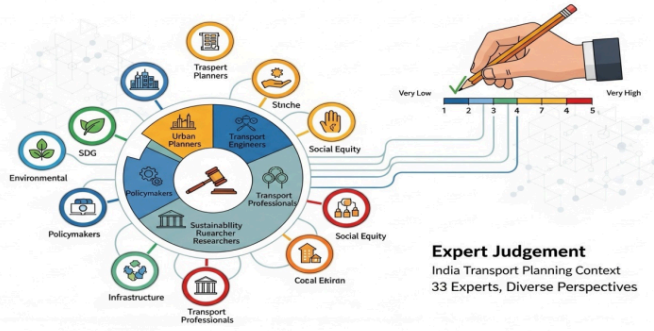 Traspert
Planners
Stnche
Social Equity
SDG
Environmental
Policymakers
Infrastructure
Transport
Professionals
Cocal Eкiran
Social Equity
Urban
Planners
Transport
Engineers
Policymakers
Transport
Professionals
Sustainability
Ruearcher
Researchers
Very Low
Very High
1 2 3 4 7 4 5
Expert Judgement
India Transport Planning Context
33 Experts, Diverse Perspectives